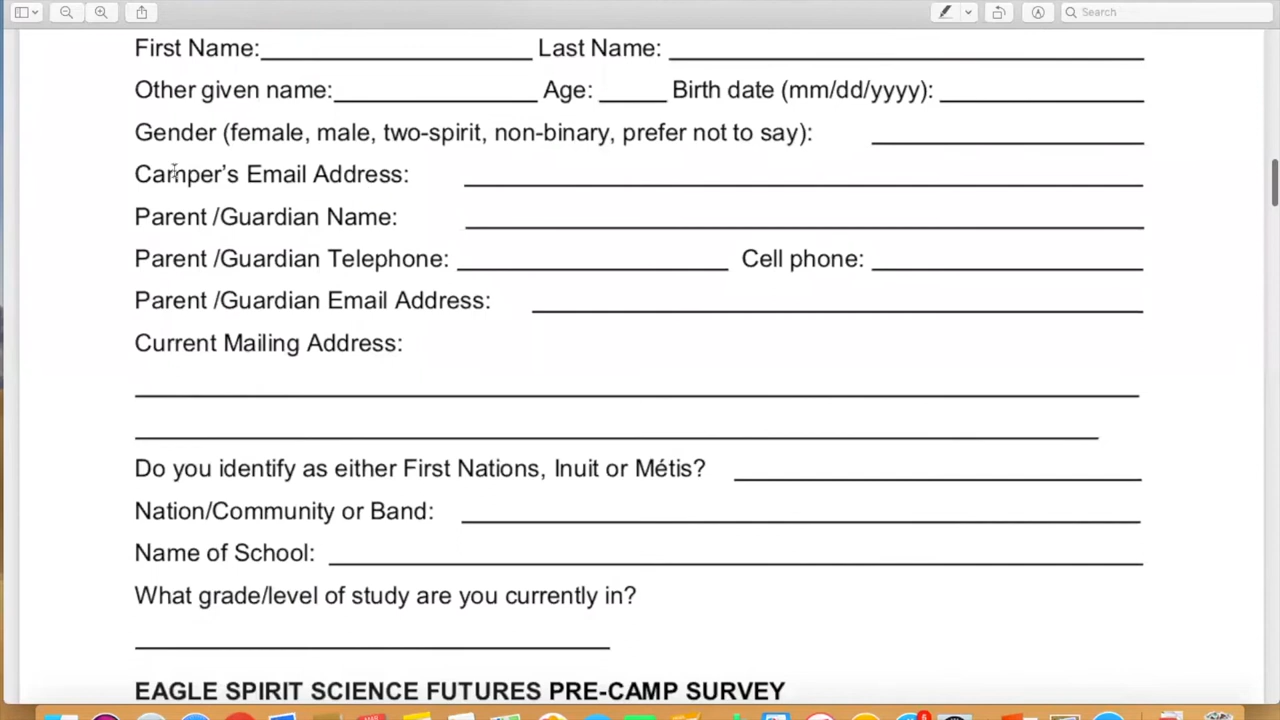 Search
First Name: Last Name:
Other given name: Age: Birth date (mm/dd/yyyy):
Gender (female, male, two-spirit, non-binary, prefer not to say):
Camper’s Email Address:
Parent /Guardian Name:
Parent /Guardian Telephone: Cell phone:
Parent /Guardian Email Address:
Current Mailing Address:
Do you identify as either First Nations, Inuit or Métis?
Nation/Community or Band:
Name of School:
What grade/level of study are you currently in?
EAGLE SPIRIT SCIENCE FUTURES PRE-CAMP SURVEY